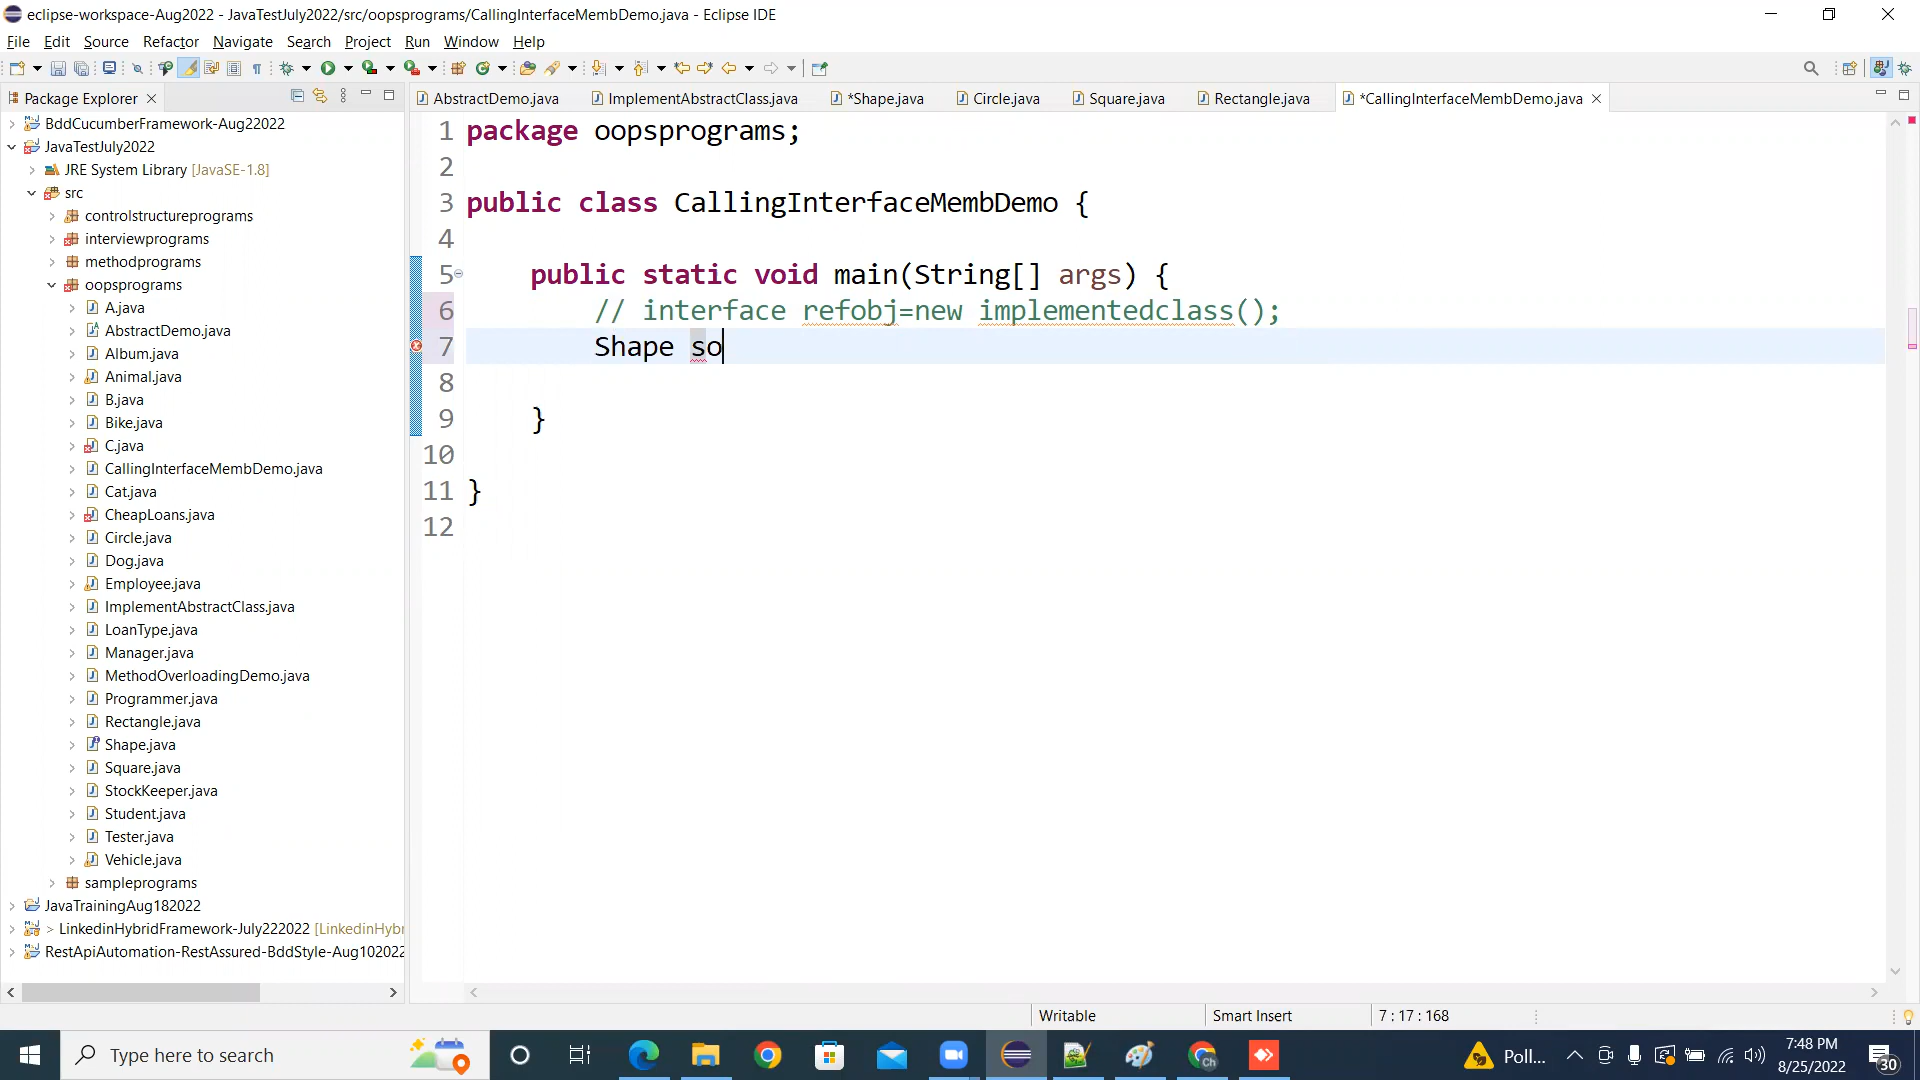 eclipse-workspace-Aug2022 - JavaTestJuly2022/src/oopsprograms/CallingInterfaceMembDemo.java - Eclipse IDE
File Edit Source Refactor Navigate Search Project Run Window Help
Package Explorer
AbstractDemo.java ImplementAbstractClass.java *Shape.java Circle.java Square.java Rectangle.java *CallingInterfaceMembDemo.java
BddCucumberFramework-Aug22022
JavaTestJuly2022
JRE System Library [JavaSE-1.8]
src
controlstructureprograms
interviewprograms
methodprograms
oopsprograms
A.java
AbstractDemo.java
Album.java
Animal.java
B.java
Bike.java
C.java
CallingInterfaceMembDemo.java
Cat.java
CheapLoans.java
Circle.java
Dog.java
Employee.java
ImplementAbstractClass.java
LoanType.java
Manager.java
MethodOverloadingDemo.java
Programmer.java
Rectangle.java
Shape.java
Square.java
StockKeeper.java
Student.java
Tester.java
Vehicle.java
sampleprograms
JavaTrainingAug182022
> LinkedinHybridFramework-July222022 [LinkedinHybr
RestApiAutomation-RestAssured-BddStyle-Aug102022
1 package oopsprograms;
2
3 public class CallingInterfaceMembDemo {
4
5 public static void main(String[] args) {
6 // interface refobj=new implementedclass();
7 Shape so
8
9 }
10
11 }
12
Writable Smart Insert 7 : 17 : 168
Type here to search
Poll...
7:48 PM
8/25/2022
30